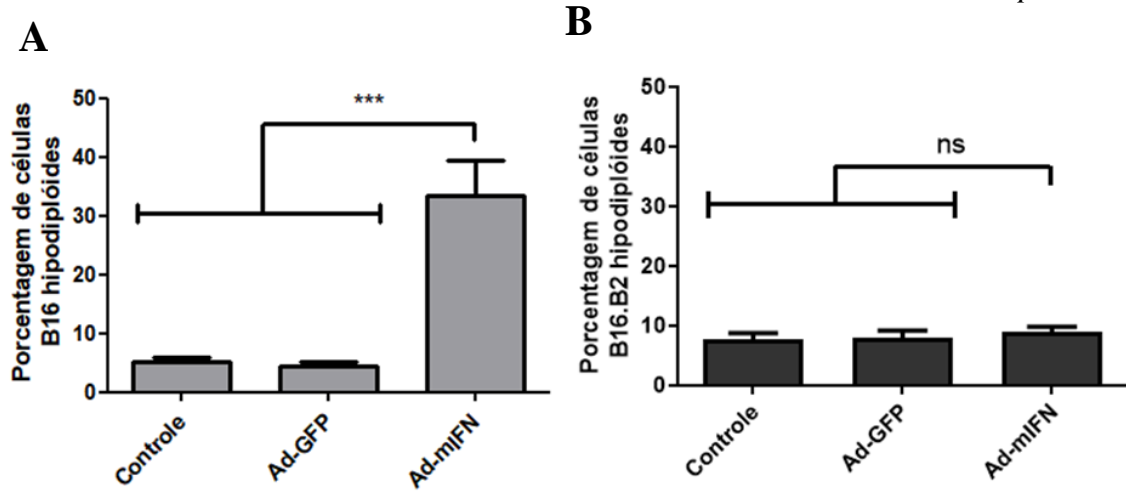 A
Porcentagem de células
B16 hipodiplóides
50
40
30
20
10
0
***
Controle
Ad-GFP
Ad-mIFN
B
Porcentagem de células
B16.B2 hipodiplóides
50
40
30
20
10
0
ns
Controle
Ad-GFP
Ad-mIFN